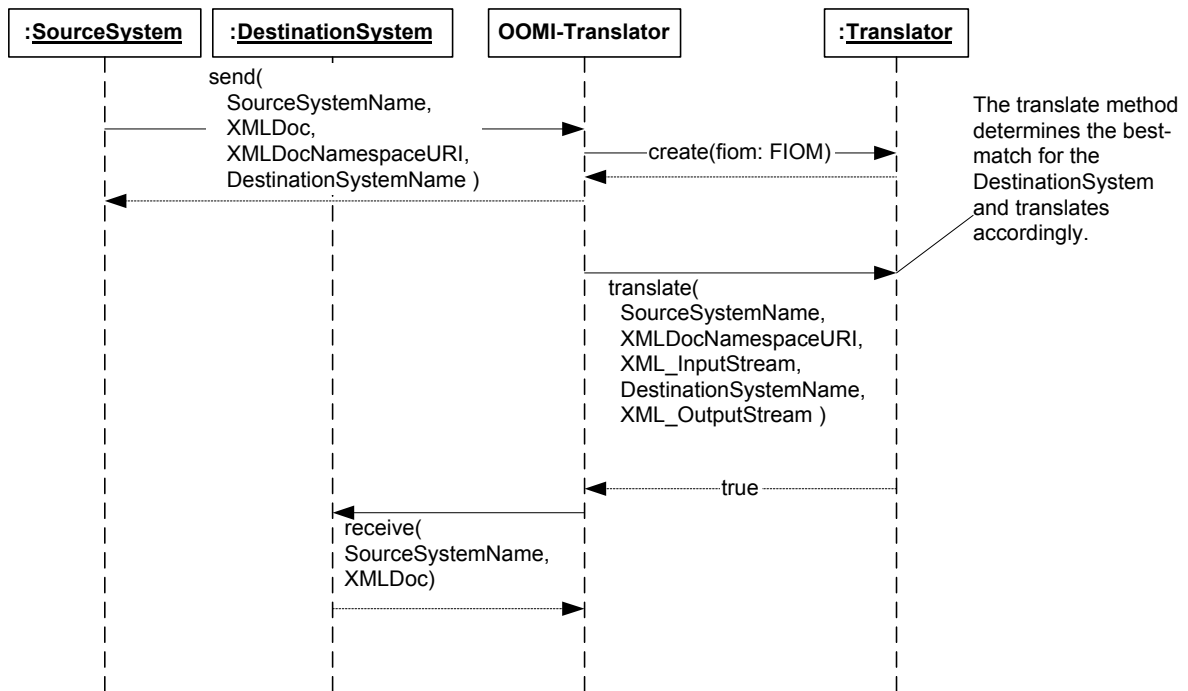 :SourceSystem
:DestinationSystem
OOMI-Translator
:Translator
send(
SourceSystemName,
XMLDoc,
XMLDocNamespaceURI,
DestinationSystemName )
create(fiom: FIOM)
The translate method
determines the best-
match for the
DestinationSystem
and translates
accordingly.
translate(
SourceSystemName,
XMLDocNamespaceURI,
XML_InputStream,
DestinationSystemName,
XML_OutputStream )
true
receive(
SourceSystemName,
XMLDoc)